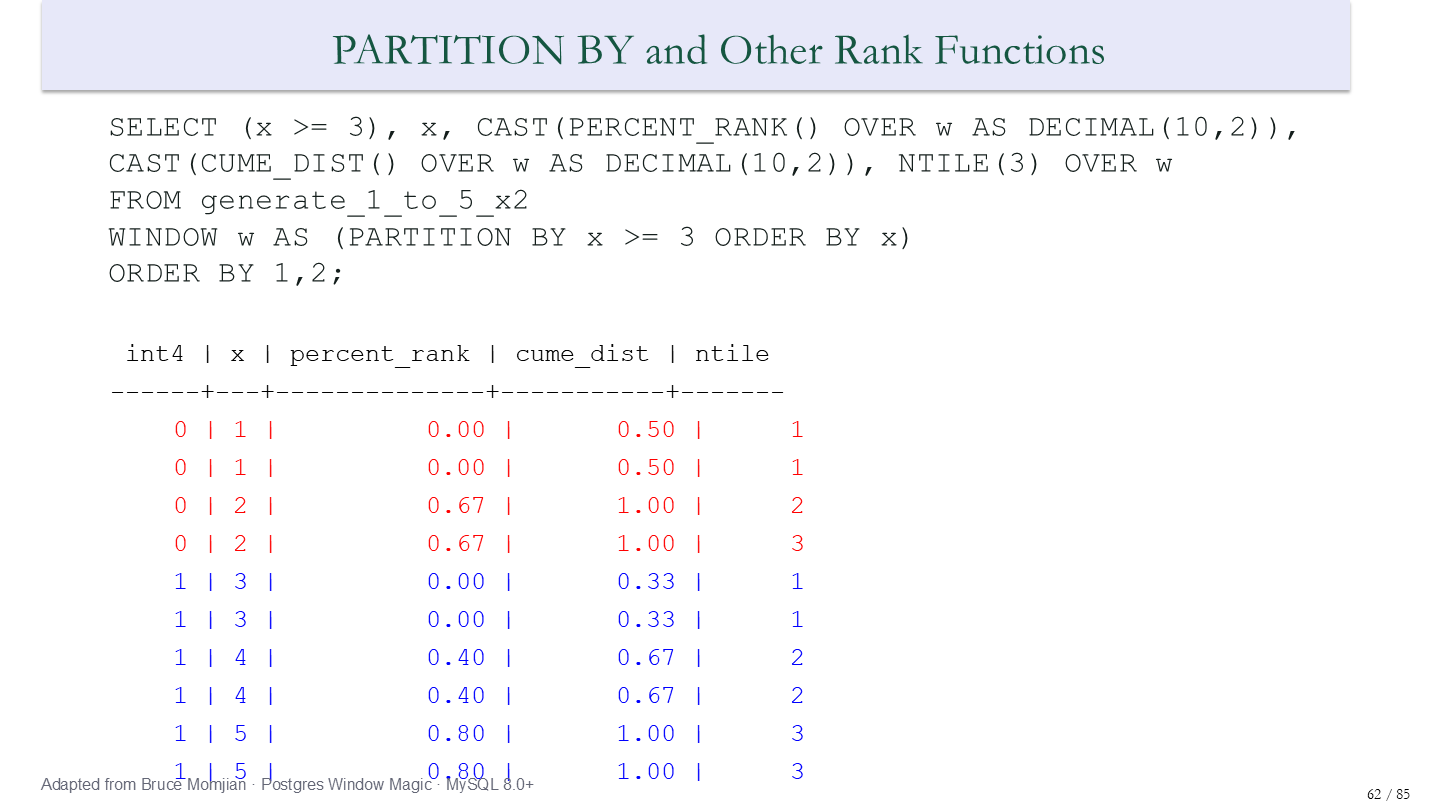 PARTITION BY and Other Rank Functions
SELECT (x >= 3), x, CAST(PERCENT_RANK() OVER w AS DECIMAL(10,2)),
CAST(CUME_DIST() OVER w AS DECIMAL(10,2)), NTILE(3) OVER w
FROM generate_1_to_5_x2
WINDOW w AS (PARTITION BY x >= 3 ORDER BY x)
ORDER BY 1,2;
int4 | x | percent_rank | cume_dist | ntile
------+---+--------------+-----------+-------
0 | 1 | 0.00 | 0.50 | 1
0 | 1 | 0.00 | 0.50 | 1
0 | 2 | 0.67 | 1.00 | 2
0 | 2 | 0.67 | 1.00 | 3
1 | 3 | 0.00 | 0.33 | 1
1 | 3 | 0.00 | 0.33 | 1
1 | 4 | 0.40 | 0.67 | 2
1 | 4 | 0.40 | 0.67 | 2
1 | 5 | 0.80 | 1.00 | 3
1 | 5 | 0.80 | 1.00 | 3
Adapted from Bruce Momjian · Postgres Window Magic · MySQL 8.0+
62 / 85